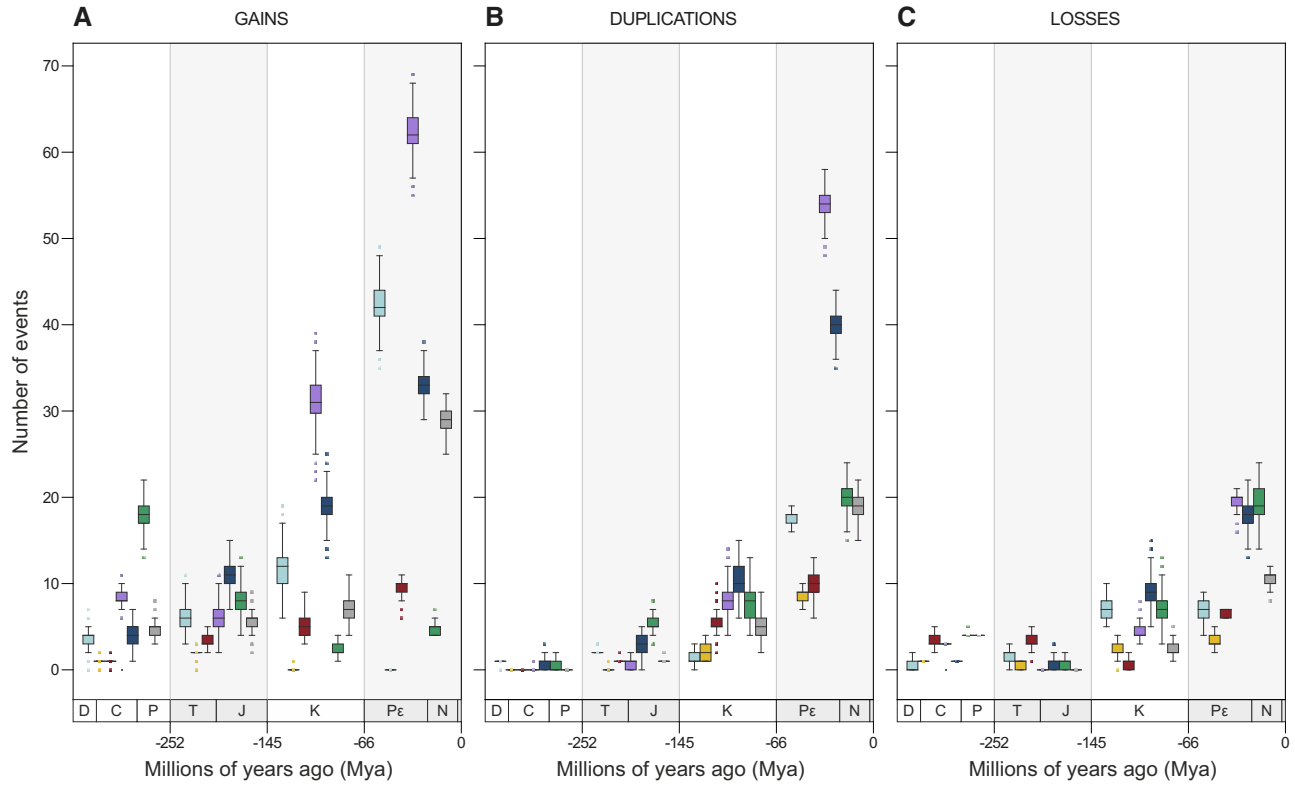 A GAINS B DUPLICATIONS C LOSSES
70
60
50
40
30
20
10
0
Number of events
D C P T J K Pε N D C P T J K Pε N D C P T J K Pε N
-252 -145 -66 0 -252 -145 -66 0 -252 -145 -66 0
Millions of years ago (Mya) Millions of years ago (Mya) Millions of years ago (Mya)